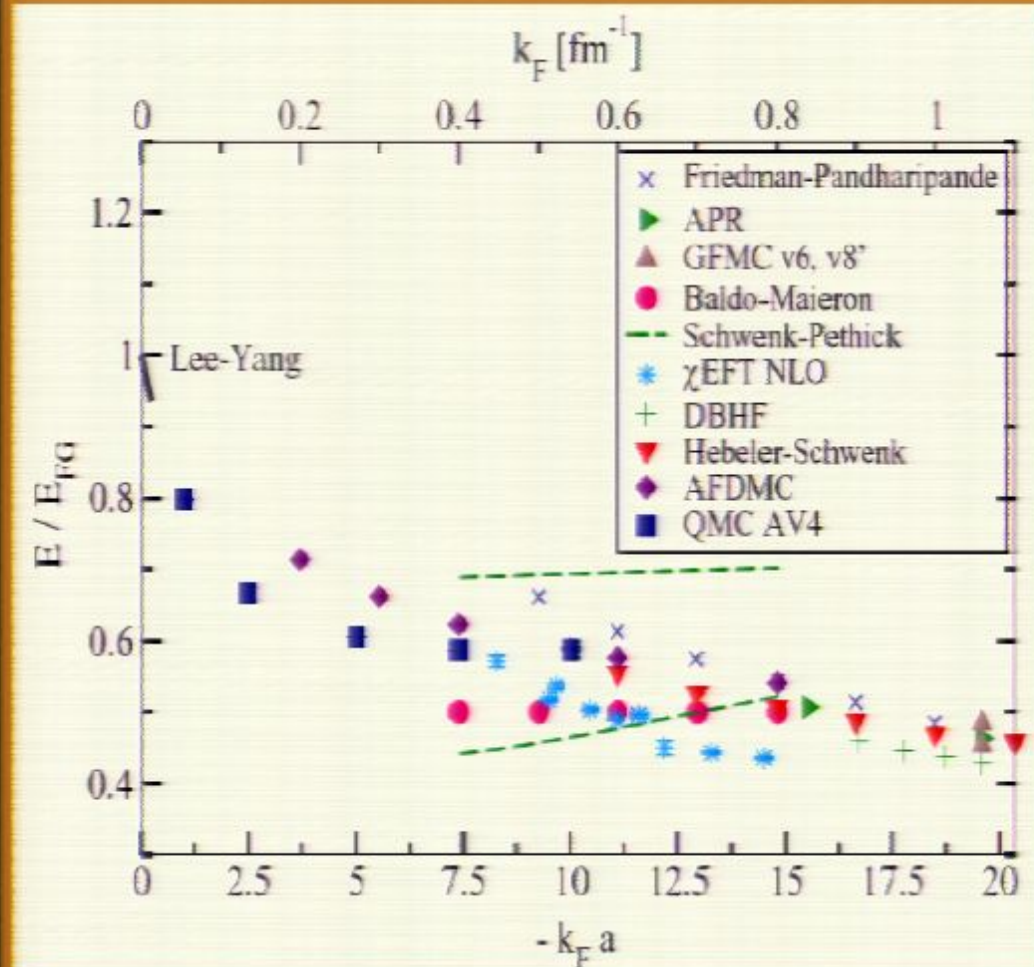 k_F [fm^-1]
0 0.2 0.4 0.6 0.8 1
Friedman-Pandharipande
APR
GFMC v6, v8'
Baldo-Maieron
Schwenk-Pethick
χEFT NLO
DBHF
Hebeler-Schwenk
AFDMC
QMC AV4
1.2
1
Lee-Yang
0.8
0.6
0.4
E / E_FG
0 2.5 5 7.5 10 12.5 15 17.5 20
- k_F a